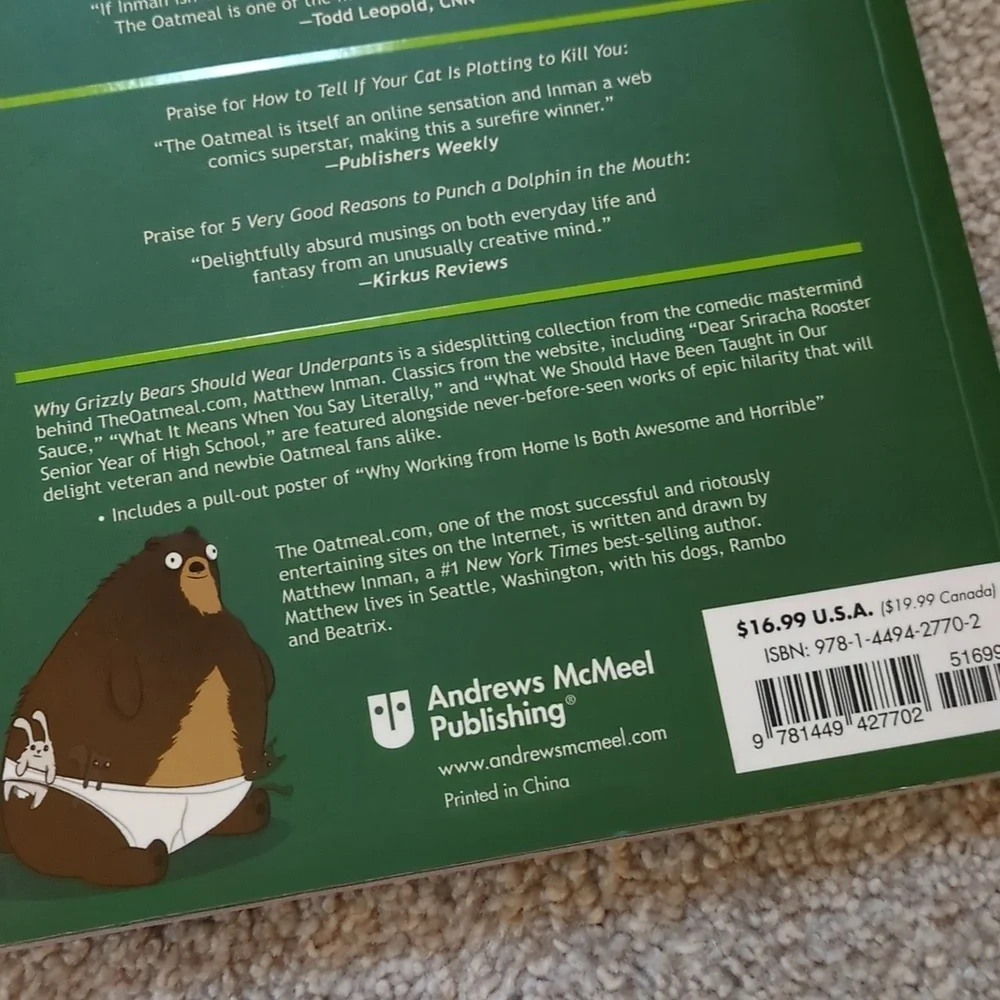 “If Inman isn
The Oatmeal is one of the
—Todd Leopold, CNN
Praise for How to Tell If Your Cat Is Plotting to Kill You:
“The Oatmeal is itself an online sensation and Inman a web
comics superstar, making this a surefire winner.”
—Publishers Weekly
Praise for 5 Very Good Reasons to Punch a Dolphin in the Mouth:
“Delightfully absurd musings on both everyday life and
fantasy from an unusually creative mind.”
—Kirkus Reviews
Why Grizzly Bears Should Wear Underpants is a sidesplitting collection from the comedic mastermind
behind TheOatmeal.com, Matthew Inman. Classics from the website, including “Dear Sriracha Rooster
Sauce,” “What It Means When You Say Literally,” and “What We Should Have Been Taught in Our
Senior Year of High School,” are featured alongside never-before-seen works of epic hilarity that will
delight veteran and newbie Oatmeal fans alike.
• Includes a pull-out poster of “Why Working from Home Is Both Awesome and Horrible”
The Oatmeal.com, one of the most successful and riotously
entertaining sites on the Internet, is written and drawn by
Matthew Inman, a #1 New York Times best-selling author.
Matthew lives in Seattle, Washington, with his dogs, Rambo
and Beatrix.
Andrews McMeel
Publishing®
www.andrewsmcmeel.com
Printed in China
$16.99 U.S.A. ($19.99 Canada)
ISBN: 978-1-4494-2770-2
51699
9 781449 427702